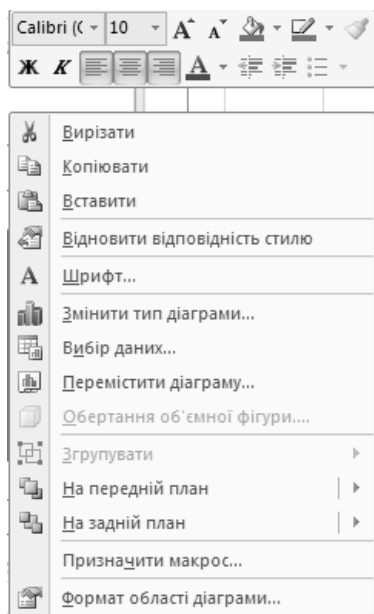 Calibri (C 10 A A
Ж К A
Вирізати
Копіювати
Вставити
Відновити відповідність стилю
А Шрифт...
Змінити тип діаграми...
Вибір даних...
Перемістити діаграму...
Обертання об'ємної фігури....
Згрупувати
На передній план
На задній план
Призначити макрос...
Формат області діаграми...